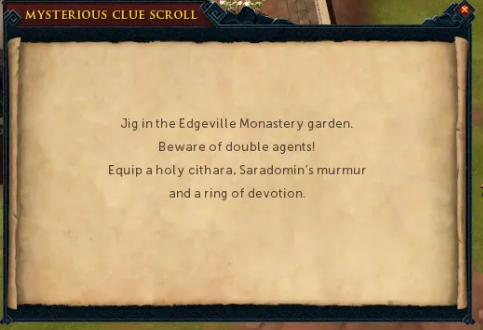 MYSTERIOUS CLUE SCROLL
Jig in the Edgeville Monastery garden.
Beware of double agents!
Equip a holy cithara, Saradomin's murmur
and a ring of devotion.